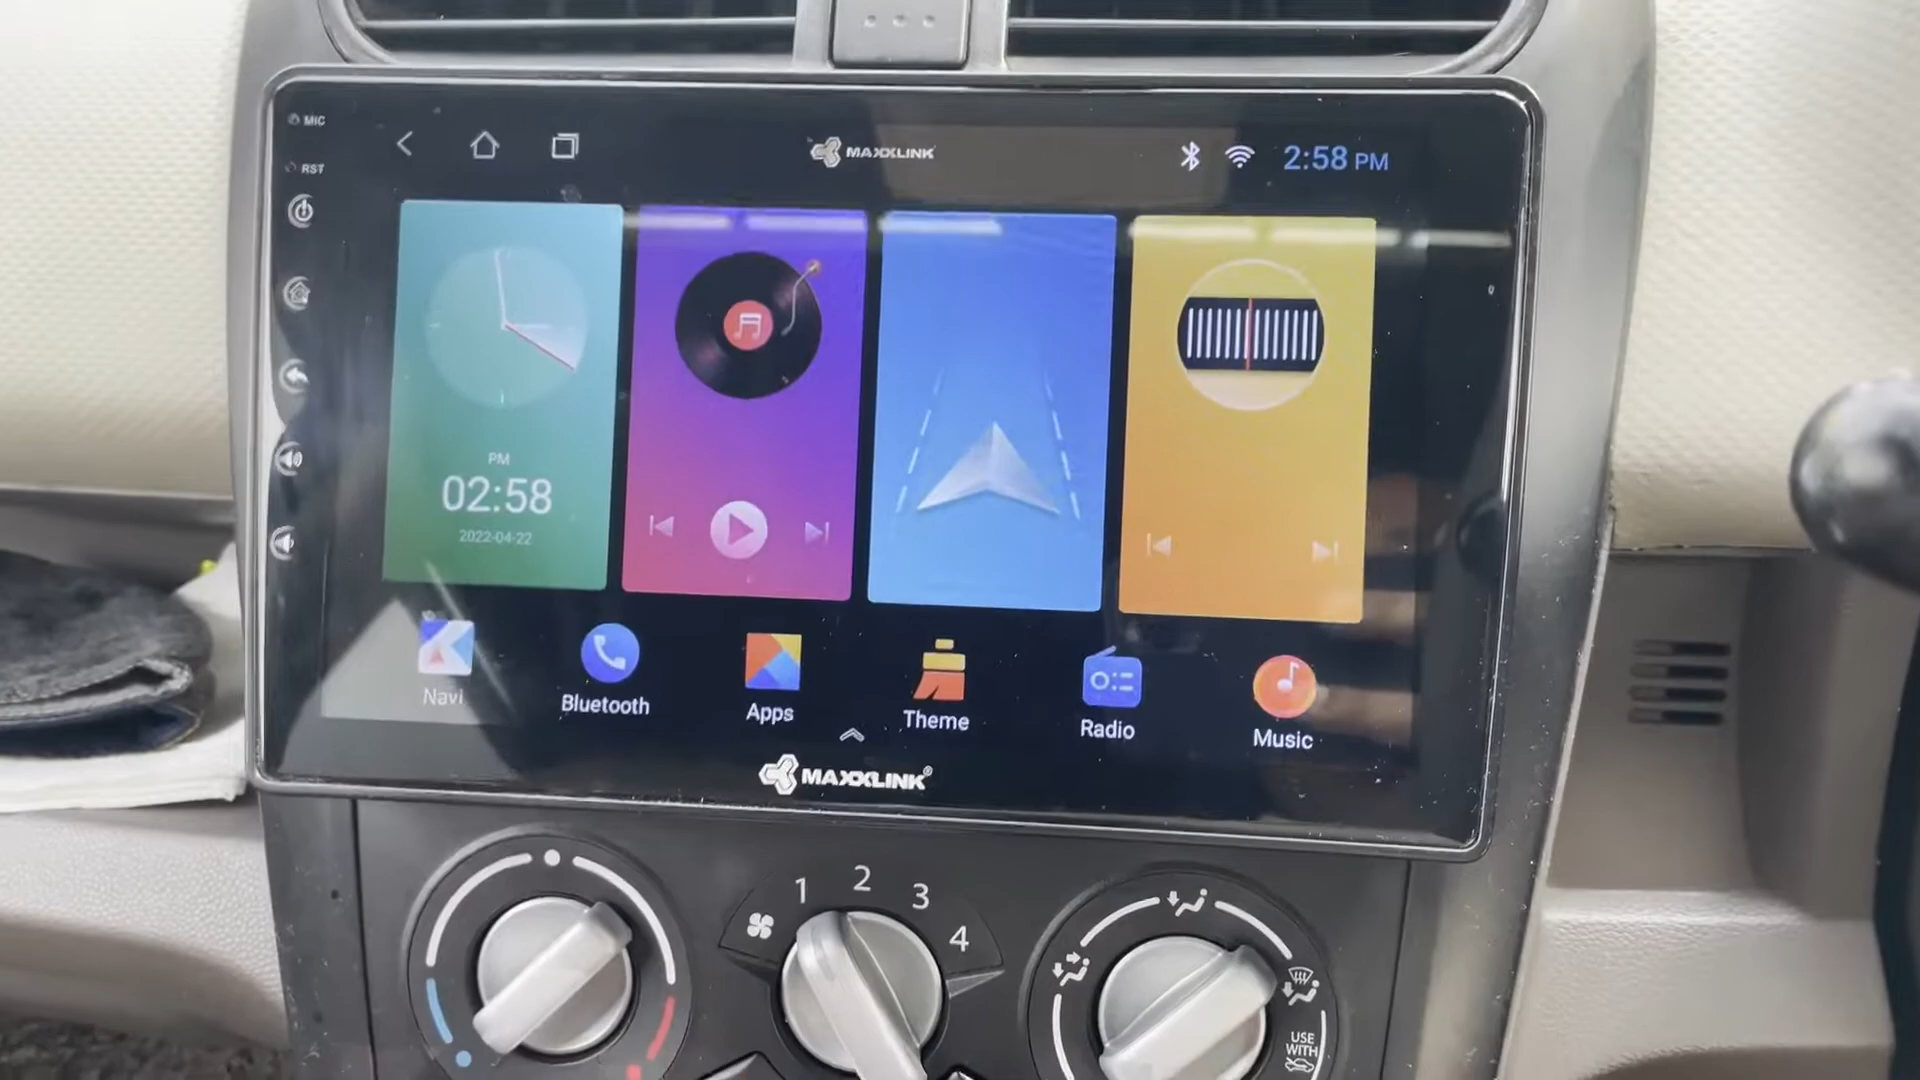 MIC
RST
MAXXLINK
2:58 PM
PM
02:58
2022-04-22
Navi
Bluetooth
Apps
Theme
Radio
Music
MAXXLINK®
1 2 3 4
USE
WITH